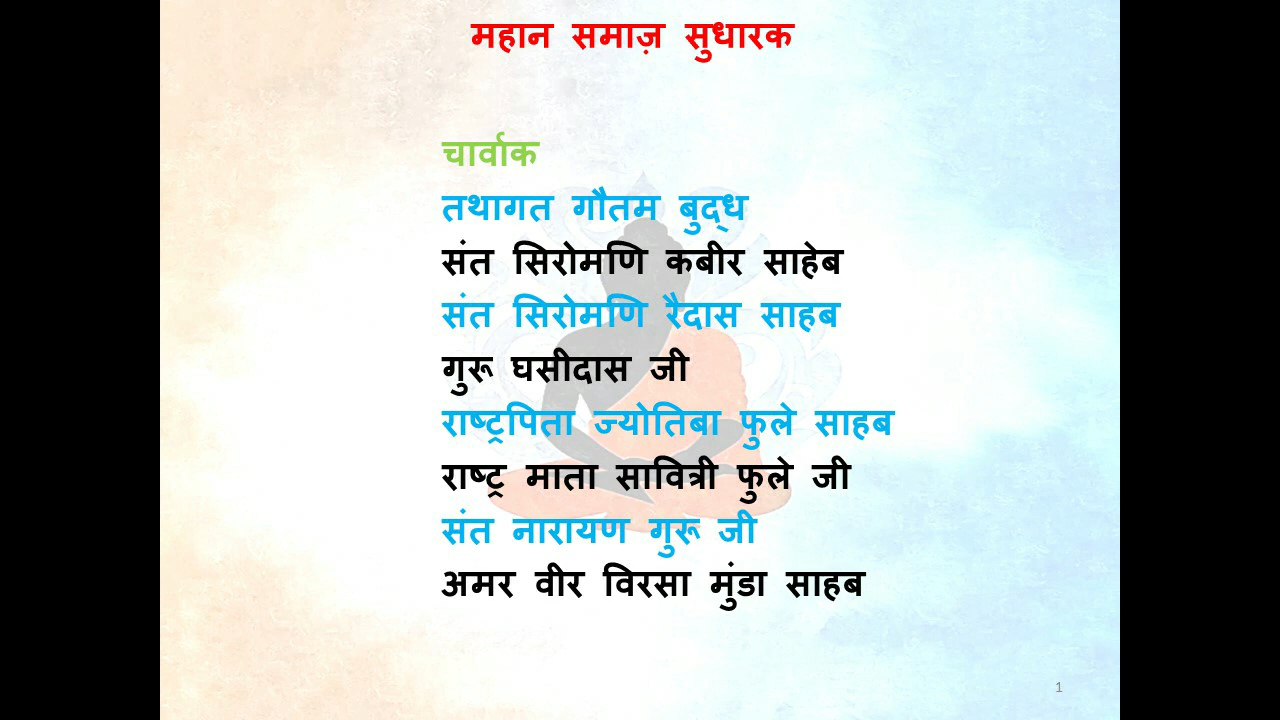 महान समाज़ सुधारक
चार्वाक
तथागत गौतम बुद्ध
संत सिरोमणि कबीर साहेब
संत सिरोमणि रैदास साहब
गुरू घसीदास जी
राष्ट्रपिता ज्योतिबा फुले साहब
राष्ट्र माता सावित्री फुले जी
संत नारायण गुरू जी
अमर वीर विरसा मुंडा साहब
1